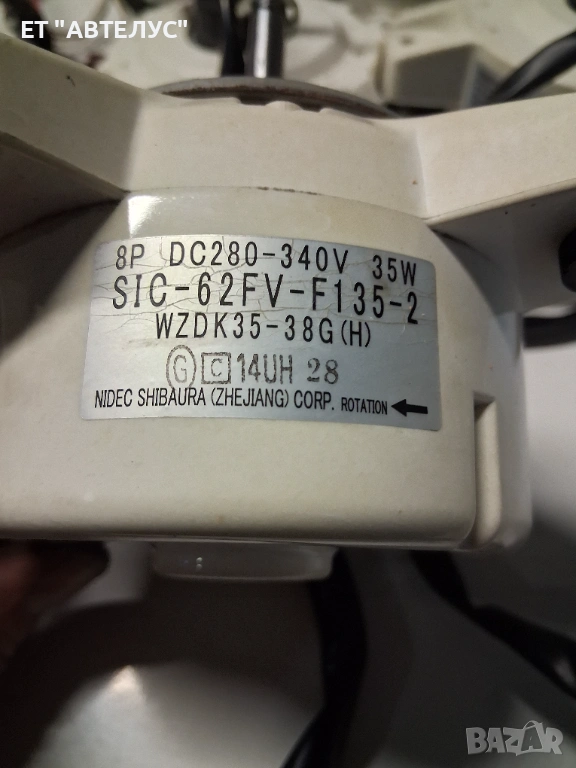 ЕТ "АВТЕЛУС"
8P DC280-340V 35W
SIC-62FV-F135-2
WZDK35-38G(H)
G C 14UH 28
NIDEC SHIBAURA (ZHEJIANG) CORP. ROTATION ←
BAZAR